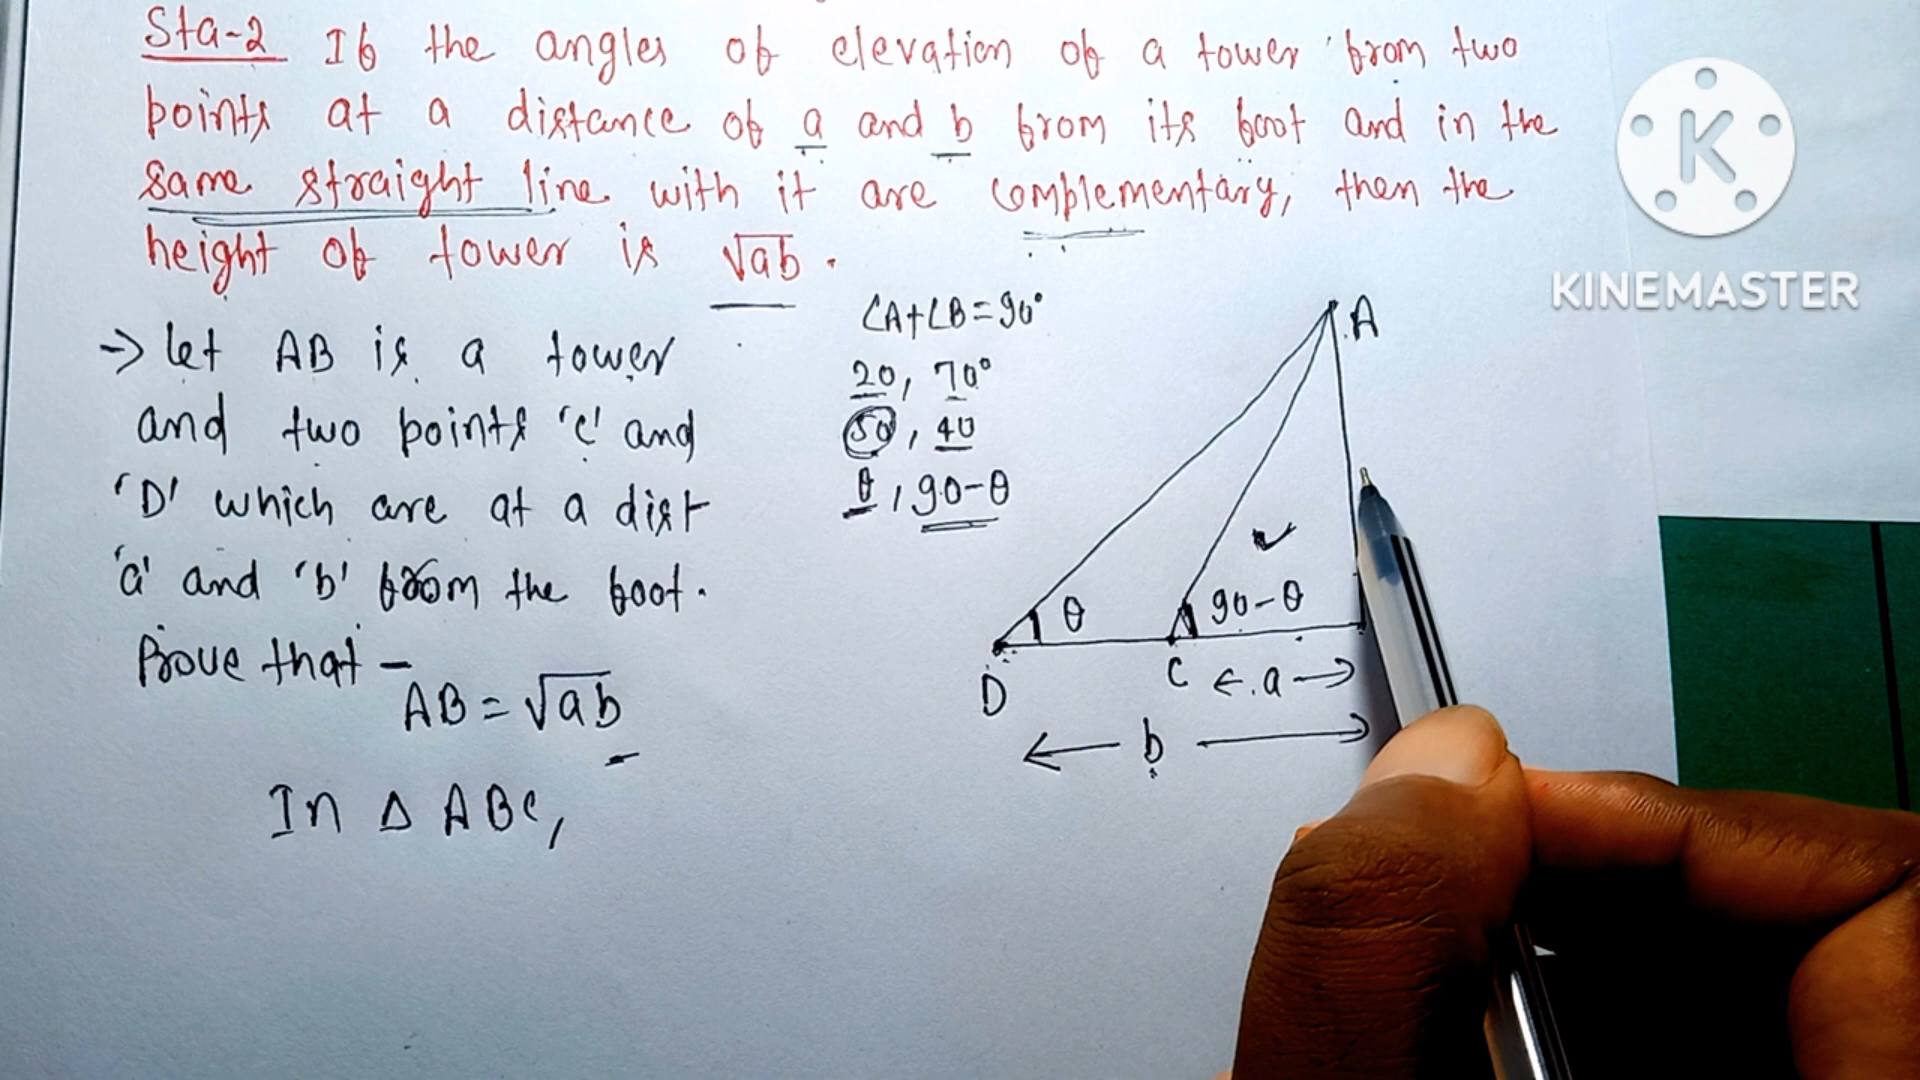 Sta-2 If the angles of elevation of a tower from two
points at a distance of a and b from its foot and in the
same straight line with it are complementary, then the
height of tower is √ab.
→ let AB is a tower
and two points 'C' and
'D' which are at a dist
'a' and 'b' from the foot.
Prove that –
AB = √ab
In Δ ABC,
∠A+∠B=90°
20, 70°
50, 40
θ, 90-θ
A
θ
90-θ
D
C
← a →
← b →
K
KINEMASTER